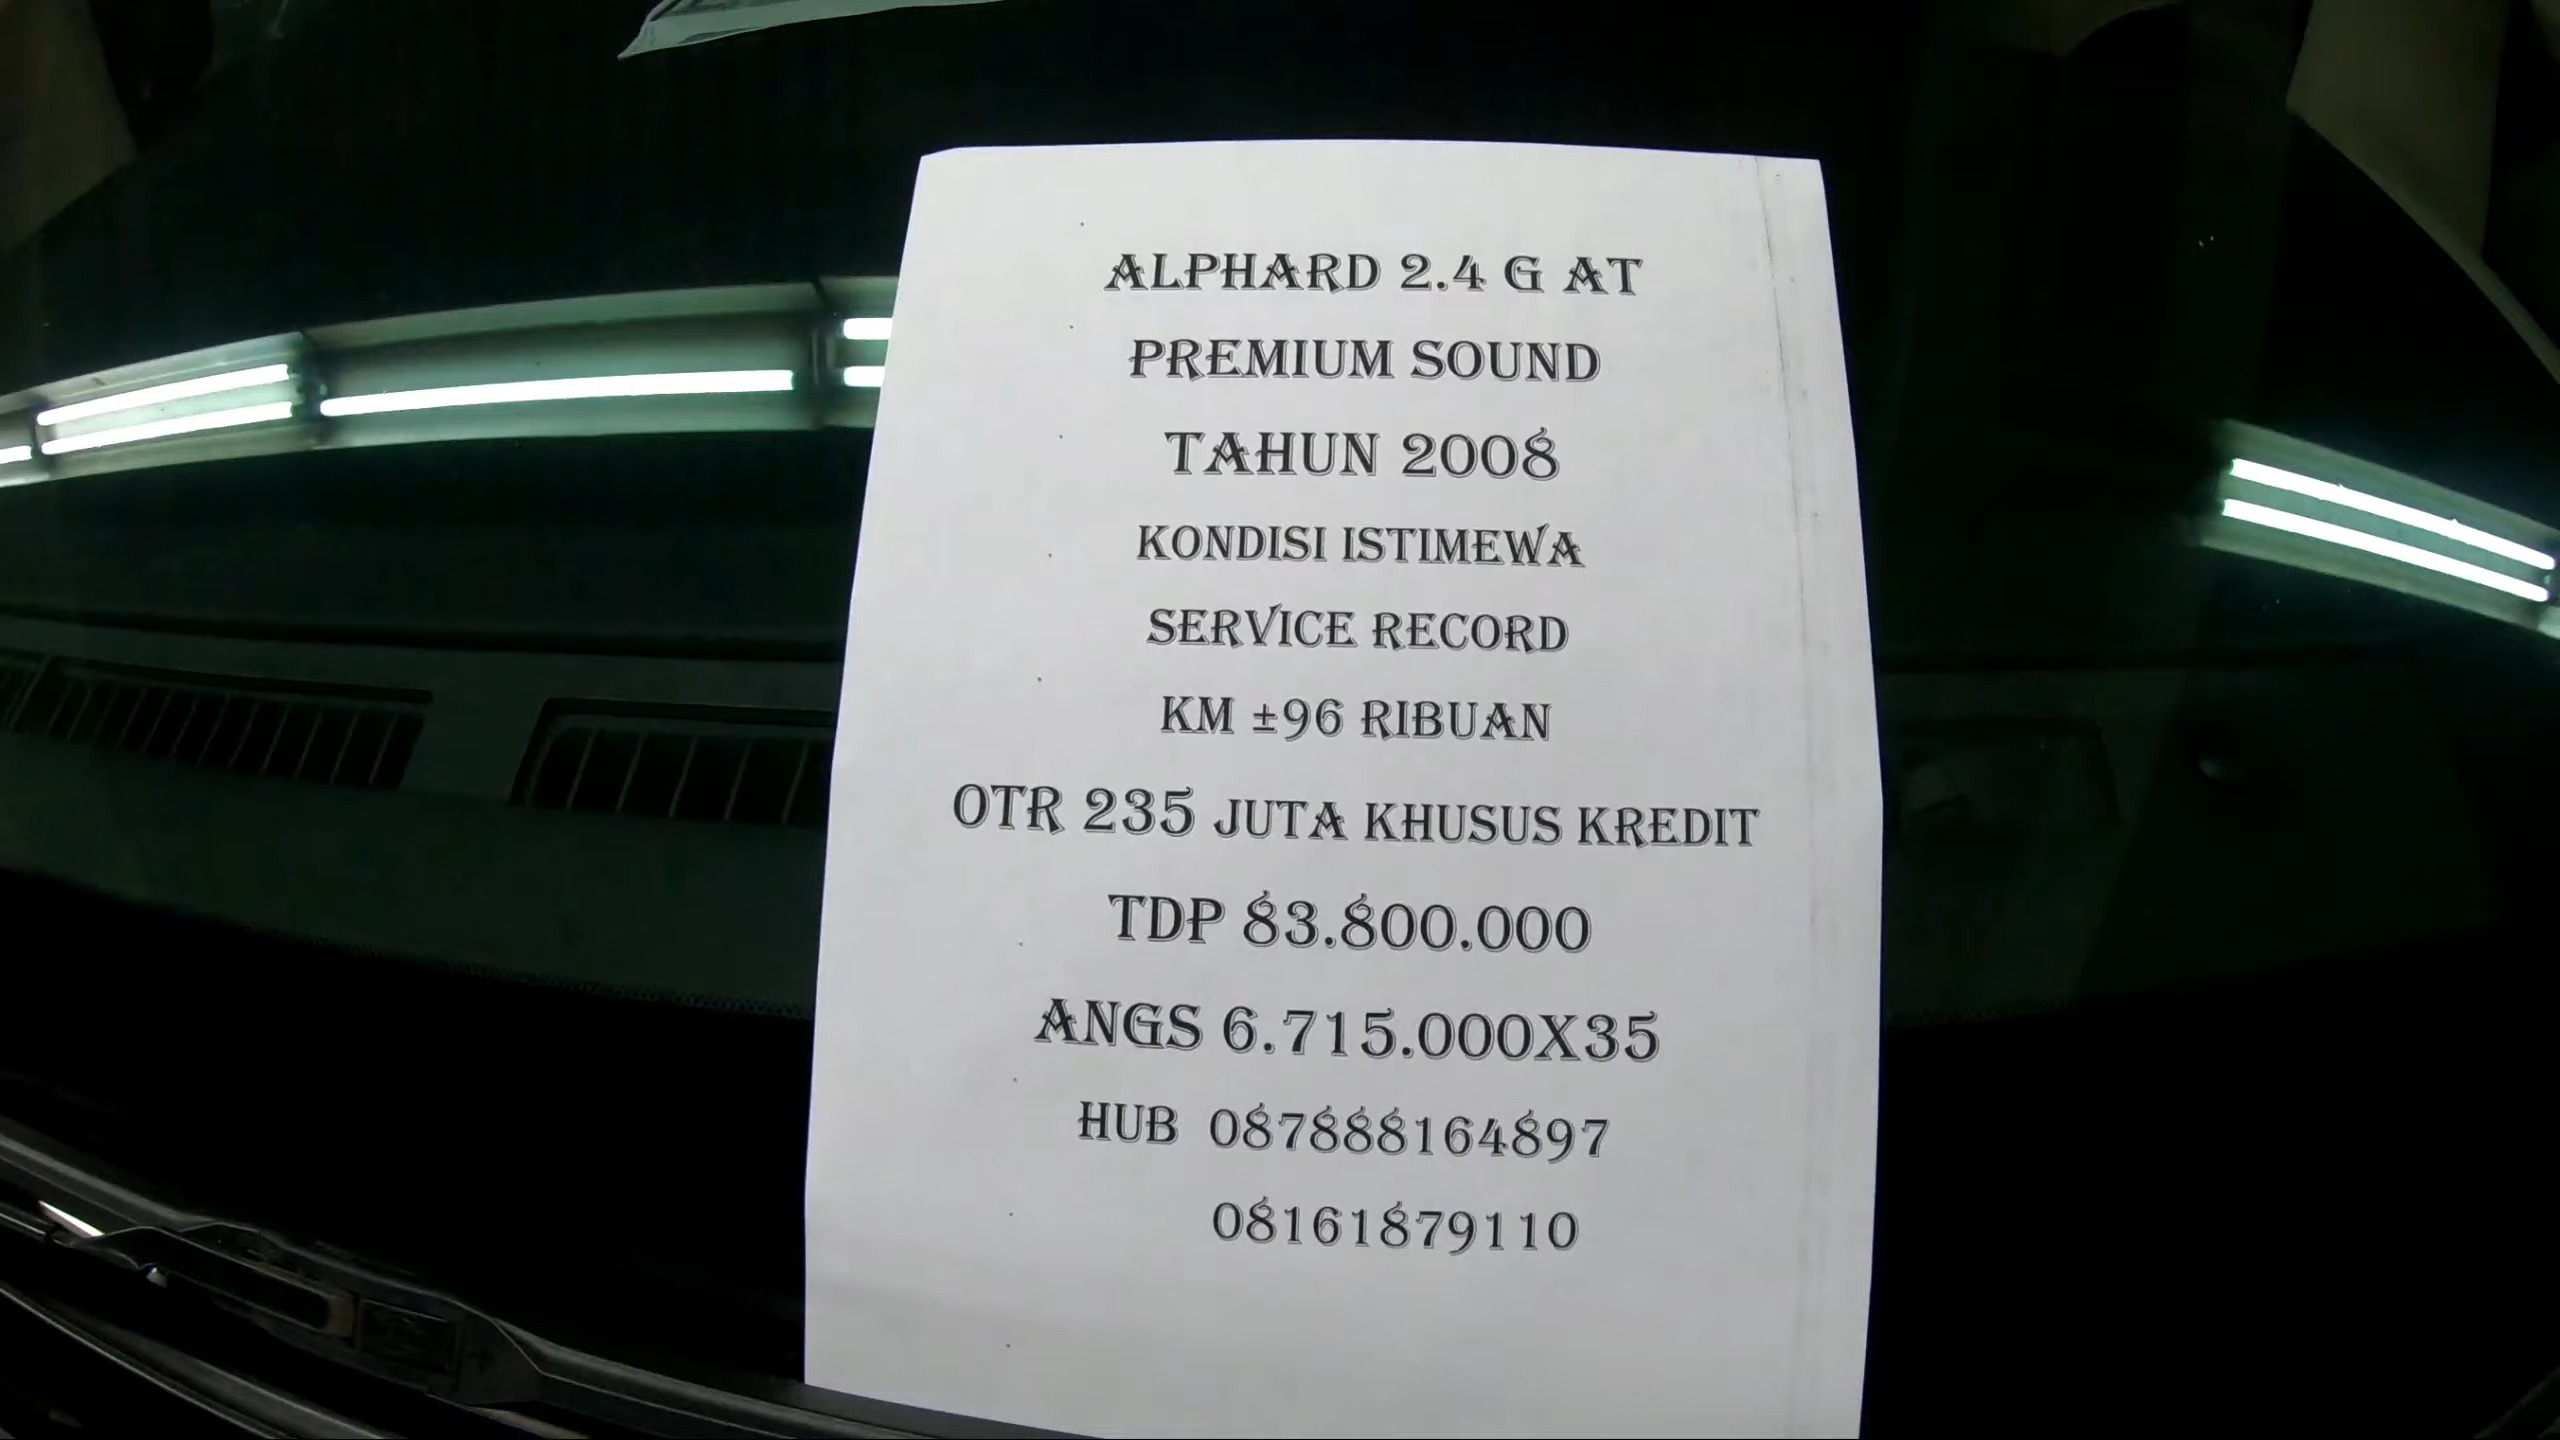 ALPHARD 2.4 G AT
PREMIUM SOUND
TAHUN 2008
KONDISI ISTIMEWA
SERVICE RECORD
KM ±96 RIBUAN
OTR 235 JUTA KHUSUS KREDIT
TDP 83.800.000
ANGS 6.715.000X35
HUB 087888164897
08161879110